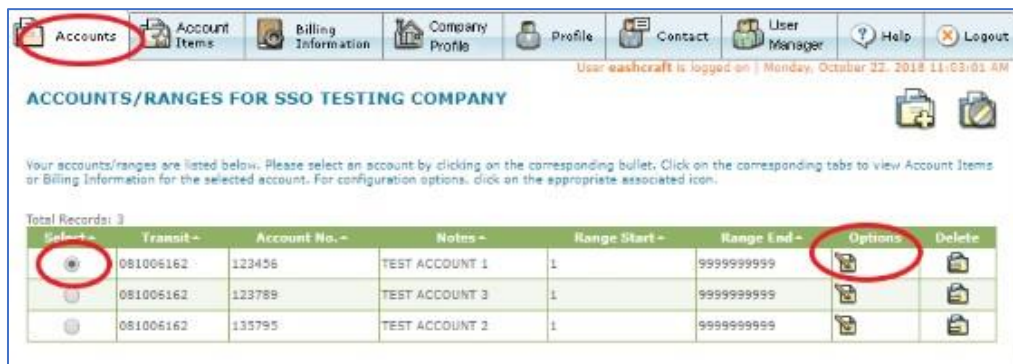 Accounts
Account Items
Billing Information
Company Profile
Profile
Contact
User Manager
Help
Logout
User eashcraft is logged on | Monday, October 22, 2018 11:03:01 AM
ACCOUNTS/RANGES FOR SSO TESTING COMPANY
Your accounts/ranges are listed below. Please select an account by clicking on the corresponding bullet. Click on the corresponding tabs to view Account Items
or Billing Information for the selected account. For configuration options, click on the appropriate associated icon.
Total Records: 3
Select Transit Account No. Notes Range Start Range End Options Delete
081006162 123456 TEST ACCOUNT 1 1 9999999999
081006162 123789 TEST ACCOUNT 3 1 9999999999
081006162 135795 TEST ACCOUNT 2 1 9999999999